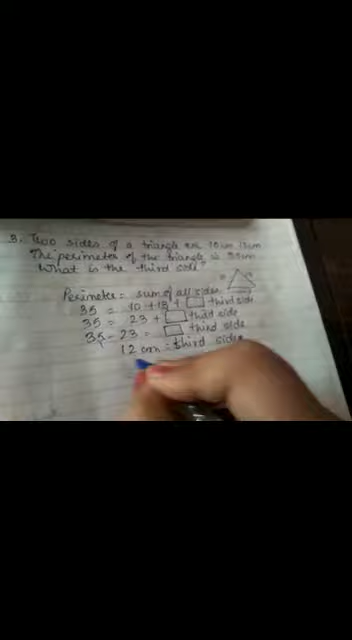 3. Two sides of a triangle are 10cm 13cm
The perimeter of the triangle is 35cm
What is the third side?
Perimeter = sum of all sides
35 = 10 + 13 + □ third side
35 = 23 + □ third side
35 - 23 = □ third side
12 cm = third side